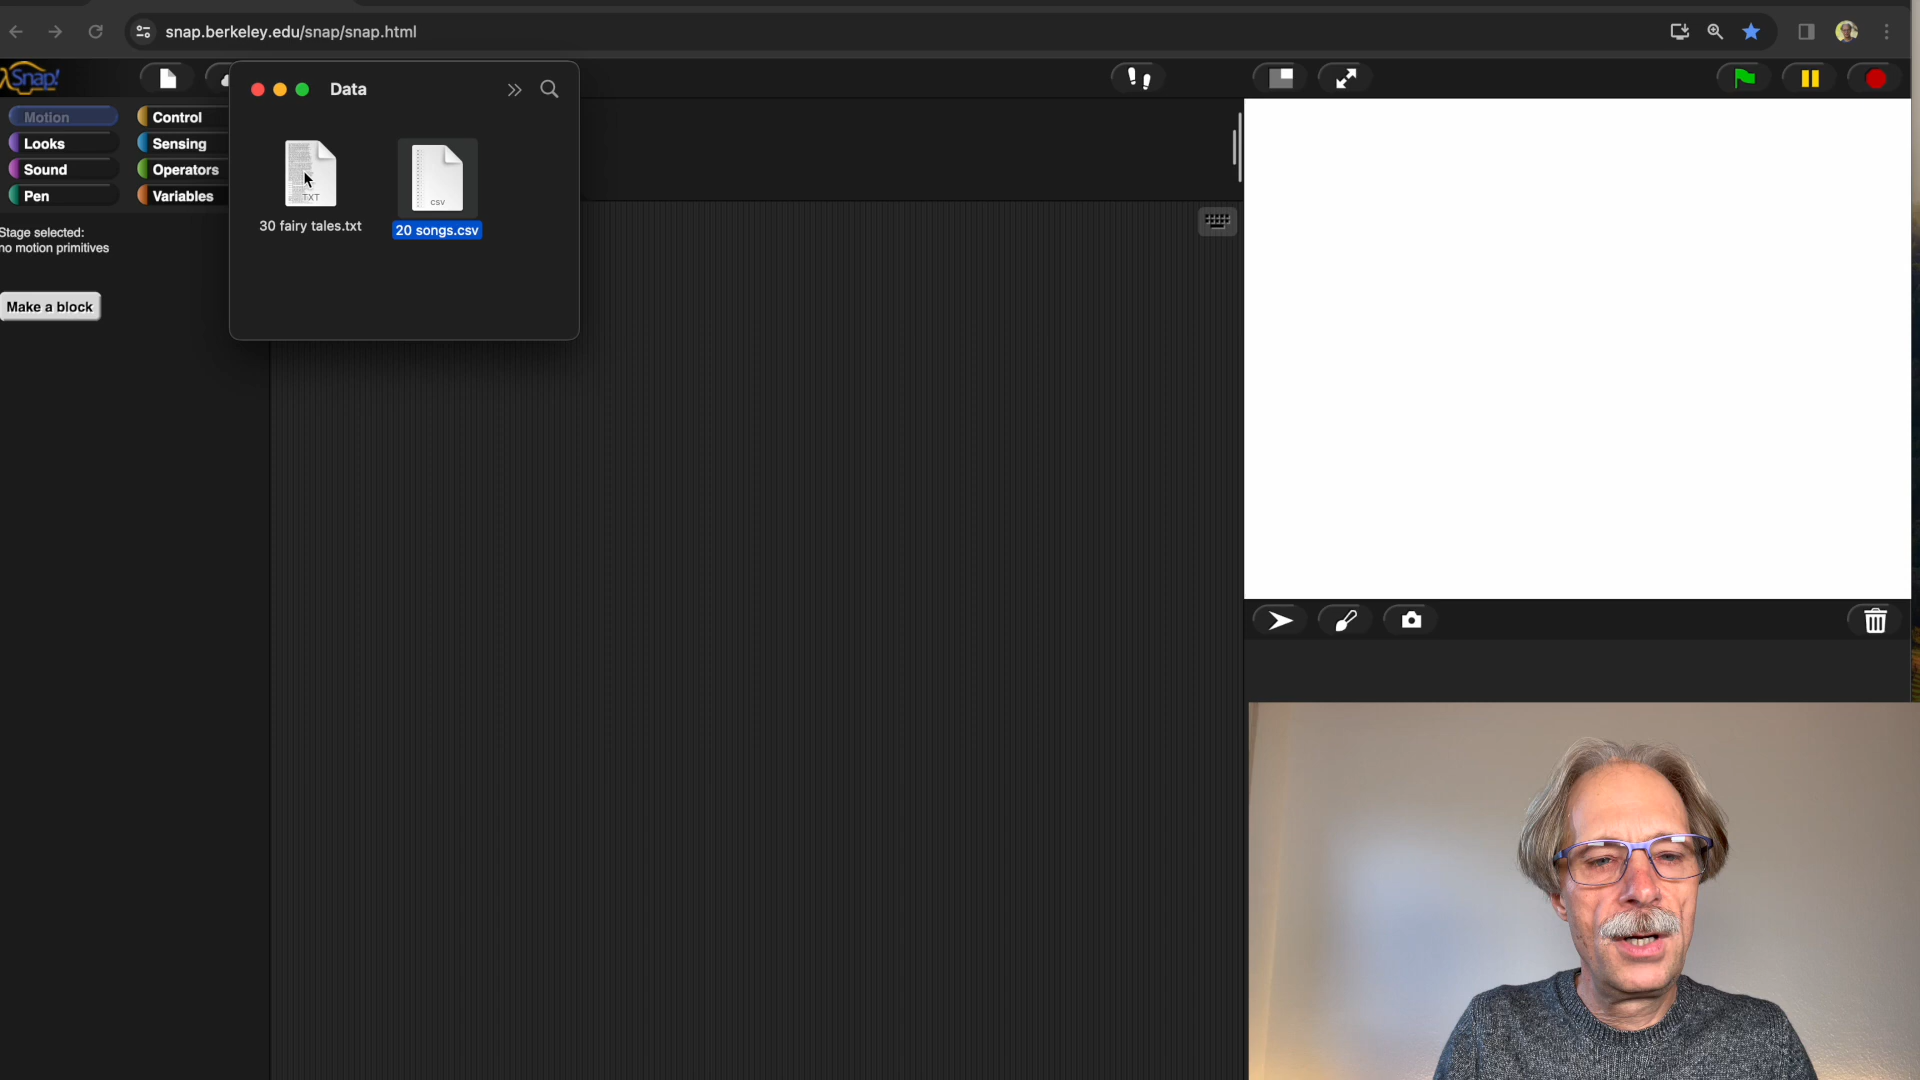 snap.berkeley.edu/snap/snap.html
Snap!
Data
Motion
Control
Looks
Sensing
Sound
Operators
Pen
Variables
TXT
csv
30 fairy tales.txt
20 songs.csv
Stage selected:
no motion primitives
Make a block